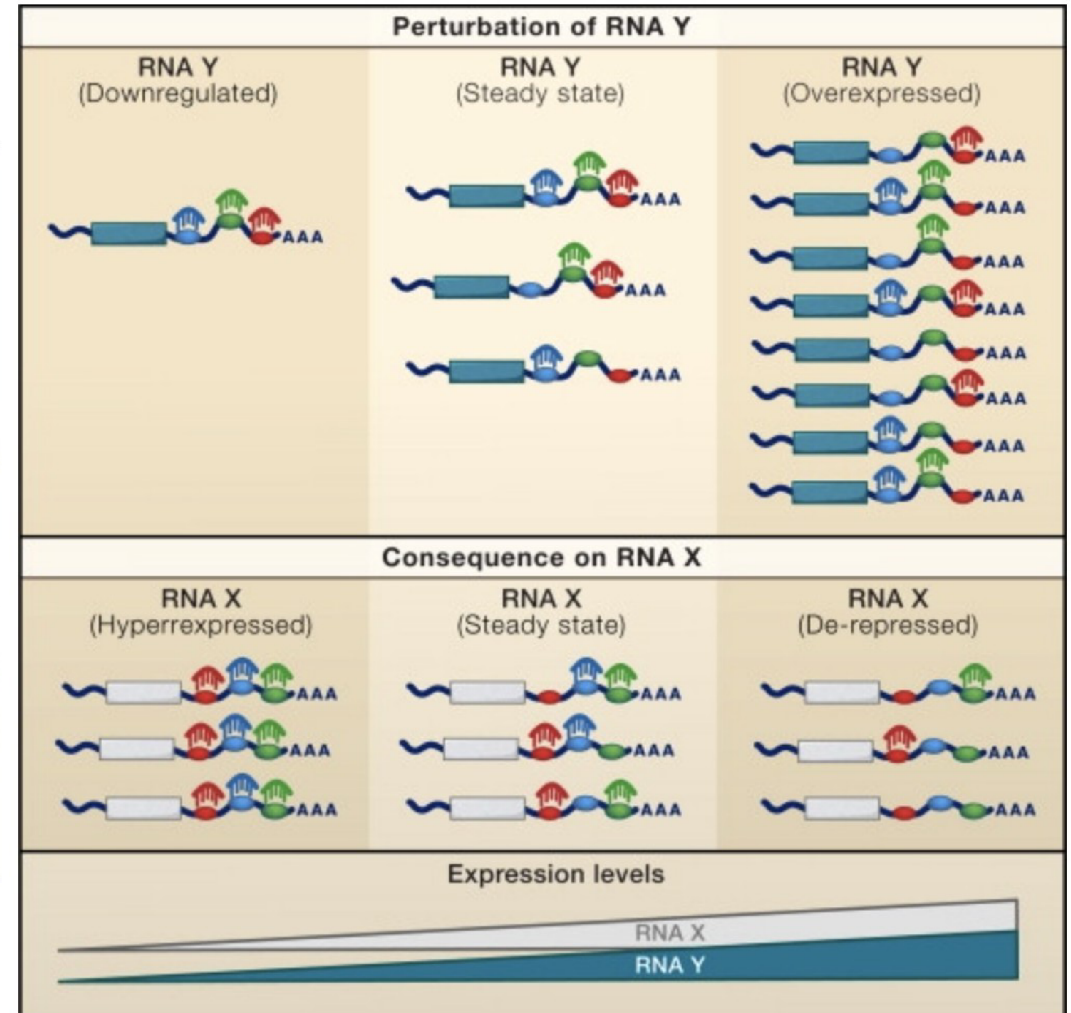 Perturbation of RNA Y
RNA Y
(Downregulated)
RNA Y
(Steady state)
RNA Y
(Overexpressed)
AAA
AAA
AAA
AAA
AAA
AAA
AAA
AAA
AAA
AAA
AAA
AAA
Consequence on RNA X
RNA X
(Hyperrexpressed)
RNA X
(Steady state)
RNA X
(De-repressed)
AAA
AAA
AAA
AAA
AAA
AAA
AAA
AAA
AAA
Expression levels
RNA X
RNA Y